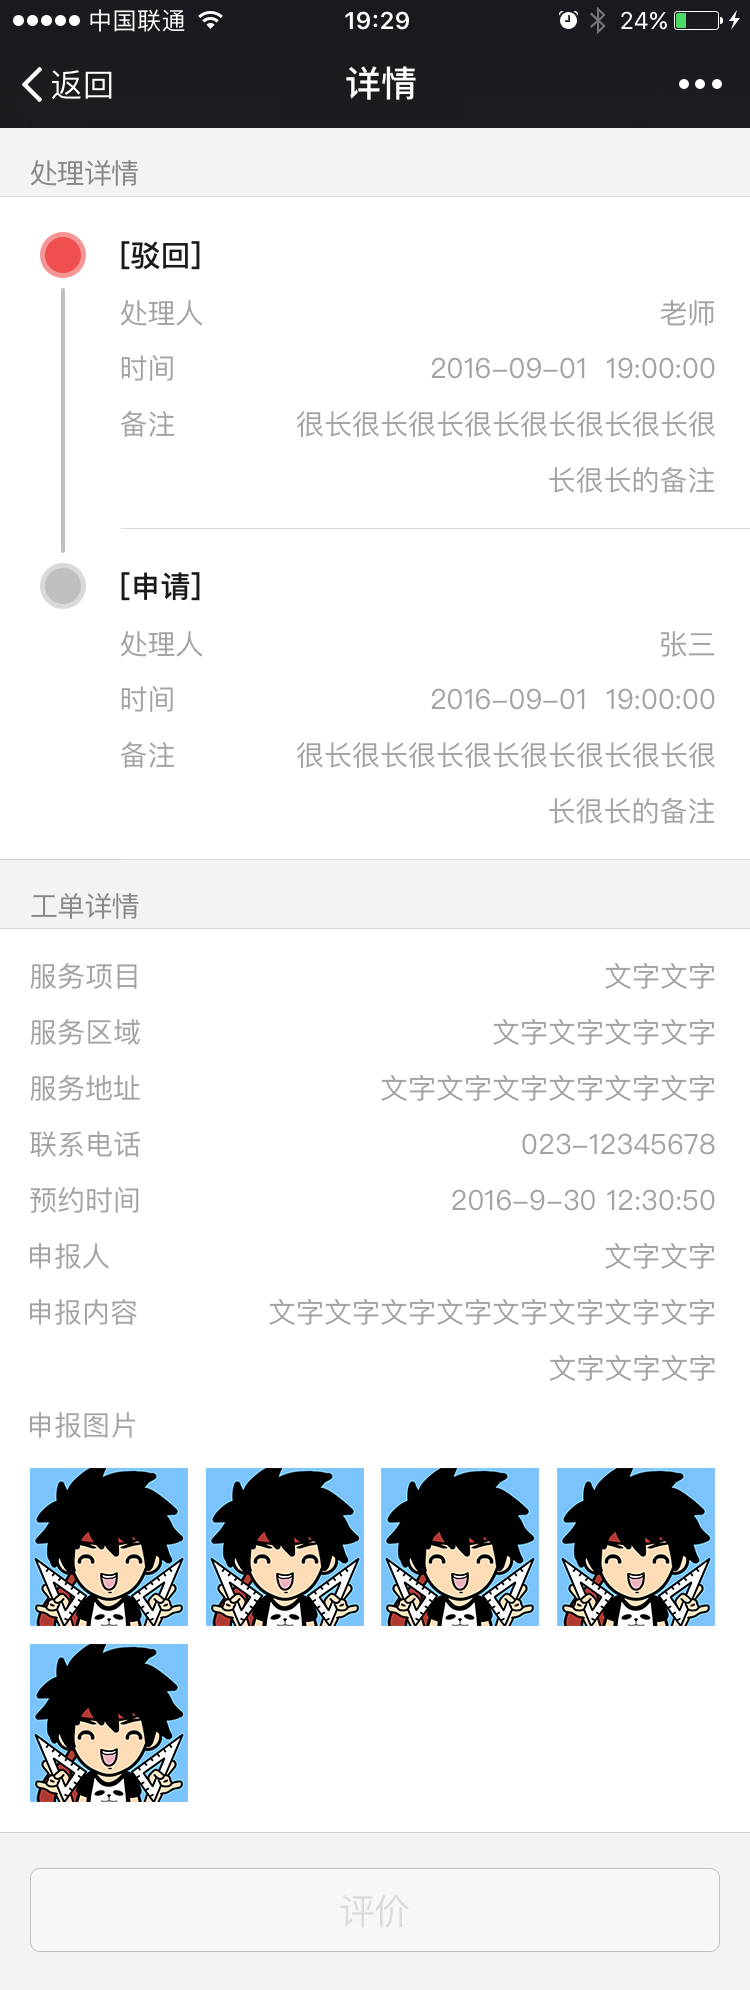 中国联通 19:29 24%
返回 详情
处理详情
[驳回]
处理人 老师
时间 2016-09-01 19:00:00
备注 很长很长很长很长很长很长很长很
长很长的备注
[申请]
处理人 张三
时间 2016-09-01 19:00:00
备注 很长很长很长很长很长很长很长很
长很长的备注
工单详情
服务项目 文字文字
服务区域 文字文字文字文字
服务地址 文字文字文字文字文字文字
联系电话 023-12345678
预约时间 2016-9-30 12:30:50
申报人 文字文字
申报内容 文字文字文字文字文字文字文字文字
文字文字文字
申报图片
评价